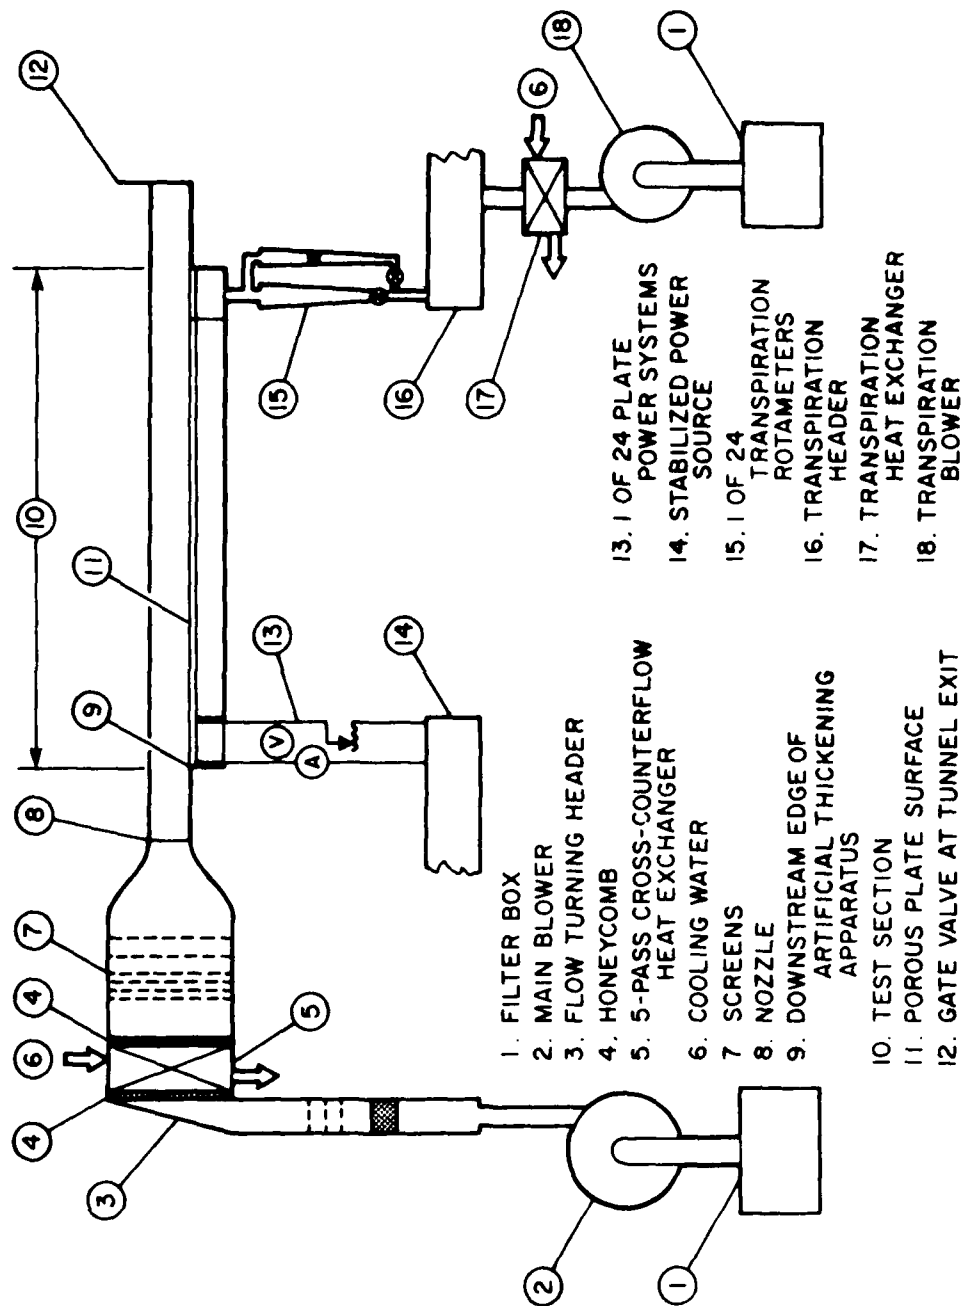 12
10
18
1
11
6
9
8
7
4
6
4
3
5
13
V
A
14
15
16
17
2
1
1. FILTER BOX
2. MAIN BLOWER
3. FLOW TURNING HEADER
4. HONEYCOMB
5. 5-PASS CROSS-COUNTERFLOW
HEAT EXCHANGER
6. COOLING WATER
7 SCREENS
8. NOZZLE
9. DOWNSTREAM EDGE OF
ARTIFICIAL THICKENING
APPARATUS
10. TEST SECTION
11. POROUS PLATE SURFACE
12. GATE VALVE AT TUNNEL EXIT
13. 1 OF 24 PLATE
POWER SYSTEMS
14. STABILIZED POWER
SOURCE
15. 1 OF 24
TRANSPIRATION
ROTAMETERS
16. TRANSPIRATION
HEADER
17. TRANSPIRATION
HEAT EXCHANGER
18. TRANSPIRATION
BLOWER